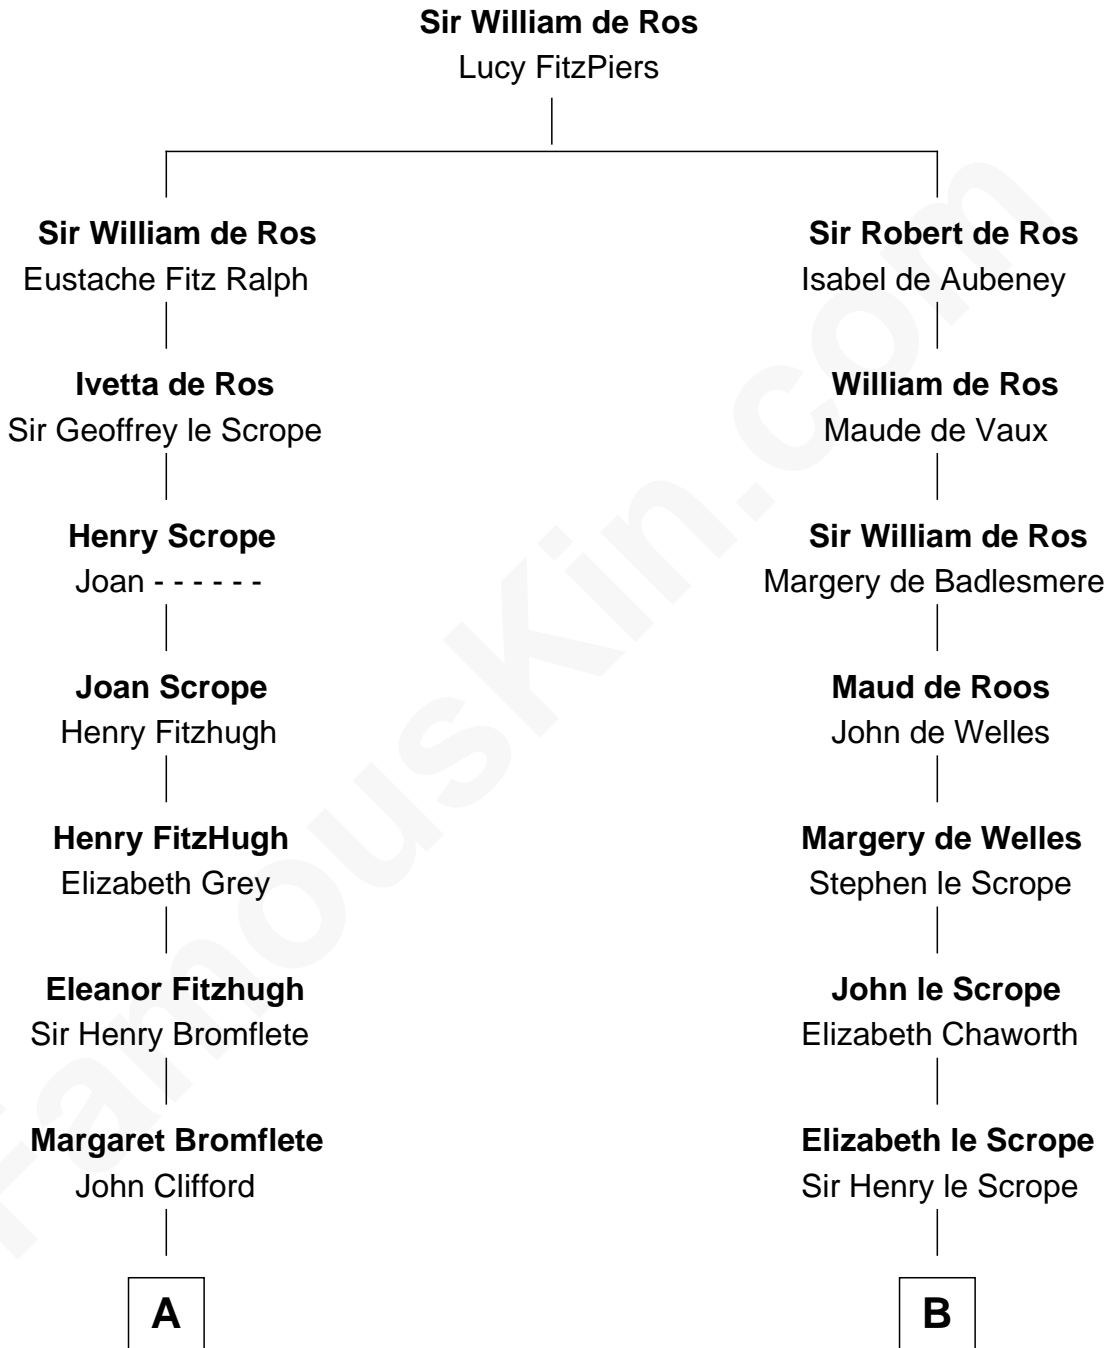 Sir William de Ros
Lucy FitzPiers
Sir William de Ros
Eustache Fitz Ralph
Sir Robert de Ros
Isabel de Aubeney
Ivetta de Ros
Sir Geoffrey le Scrope
William de Ros
Maude de Vaux
Henry Scrope
Joan - - - - - -
Sir William de Ros
Margery de Badlesmere
Joan Scrope
Henry Fitzhugh
Maud de Roos
John de Welles
Henry FitzHugh
Elizabeth Grey
Margery de Welles
Stephen le Scrope
Eleanor Fitzhugh
Sir Henry Bromflete
John le Scrope
Elizabeth Chaworth
Margaret Bromflete
John Clifford
Elizabeth le Scrope
Sir Henry le Scrope
A
B
FamousKin.com